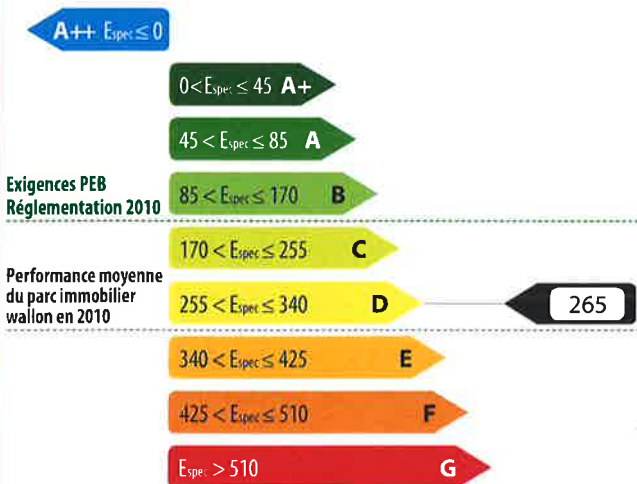 A++ Espec ≤ 0
0 < Espec ≤ 45 A+
45 < Espec ≤ 85 A
Exigences PEB
Réglementation 2010
85 < Espec ≤ 170 B
170 < Espec ≤ 255 C
Performance moyenne
du parc immobilier
wallon en 2010
255 < Espec ≤ 340 D
265
340 < Espec ≤ 425 E
425 < Espec ≤ 510 F
Espec > 510 G